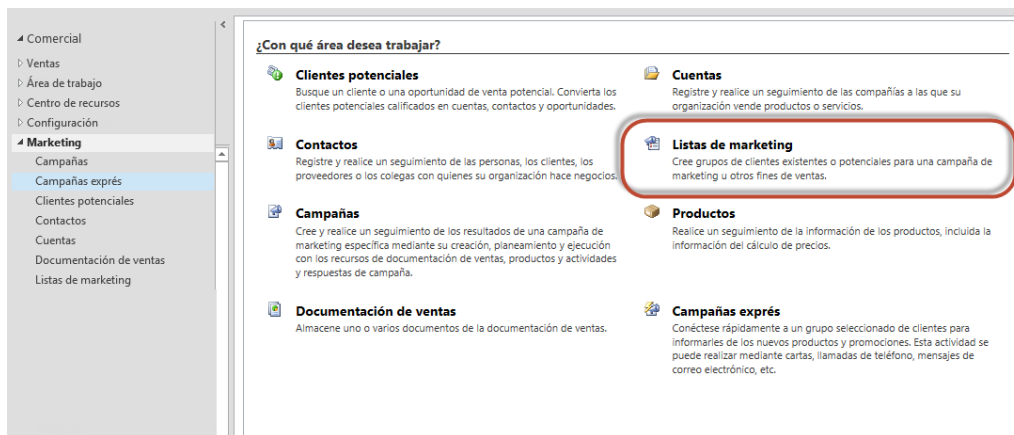 Comercial
Ventas
Área de trabajo
Centro de recursos
Configuración
Marketing
Campañas
Campañas exprés
Clientes potenciales
Contactos
Cuentas
Documentación de ventas
Listas de marketing
¿Con qué área desea trabajar?
Clientes potenciales
Busque un cliente o una oportunidad de venta potencial. Convierta los
clientes potenciales calificados en cuentas, contactos y oportunidades.
Cuentas
Registre y realice un seguimiento de las compañías a las que su
organización vende productos o servicios.
Contactos
Registre y realice un seguimiento de las personas, los clientes, los
proveedores o los colegas con quienes su organización hace negocios.
Listas de marketing
Cree grupos de clientes existentes o potenciales para una campaña de
marketing u otros fines de ventas.
Campañas
Cree y realice un seguimiento de los resultados de una campaña de
marketing específica mediante su creación, planeamiento y ejecución
con los recursos de documentación de ventas, productos y actividades
y respuestas de campaña.
Productos
Realice un seguimiento de la información de los productos, incluida la
información del cálculo de precios.
Documentación de ventas
Almacene uno o varios documentos de la documentación de ventas.
Campañas exprés
Conéctese rápidamente a un grupo seleccionado de clientes para
informarles de los nuevos productos y promociones. Esta actividad se
puede realizar mediante cartas, llamadas de teléfono, mensajes de
correo electrónico, etc.